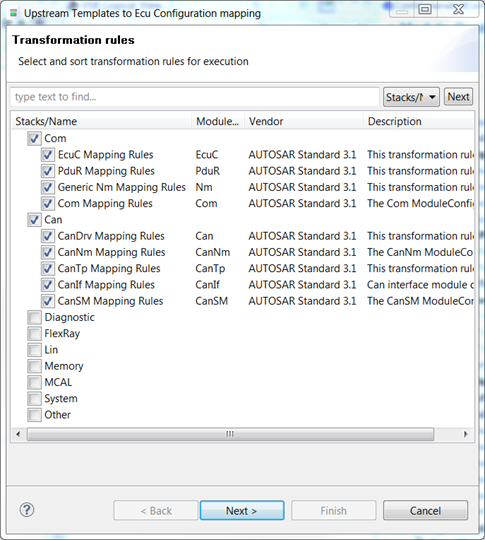 Upstream Templates to Ecu Configuration mapping
Transformation rules
Select and sort transformation rules for execution
type text to find... Stacks/N Next
Stacks/Name Module... Vendor Description
Com
EcuC Mapping Rules EcuC AUTOSAR Standard 3.1 This transformation rul
PduR Mapping Rules PduR AUTOSAR Standard 3.1 This transformation rul
Generic Nm Mapping Rules Nm AUTOSAR Standard 3.1 This transformation rul
Com Mapping Rules Com AUTOSAR Standard 3.1 The Com ModuleConfi
Can
CanDrv Mapping Rules Can AUTOSAR Standard 3.1 This transformation rul
CanNm Mapping Rules CanNm AUTOSAR Standard 3.1 The CanNm ModuleCo
CanTp Mapping Rules CanTp AUTOSAR Standard 3.1 This transformation rul
CanIf Mapping Rules CanIf AUTOSAR Standard 3.1 Can interface module c
CanSM Mapping Rules CanSM AUTOSAR Standard 3.1 The CanSM ModuleCon
Diagnostic
FlexRay
Lin
Memory
MCAL
System
Other
? < Back Next > Finish Cancel